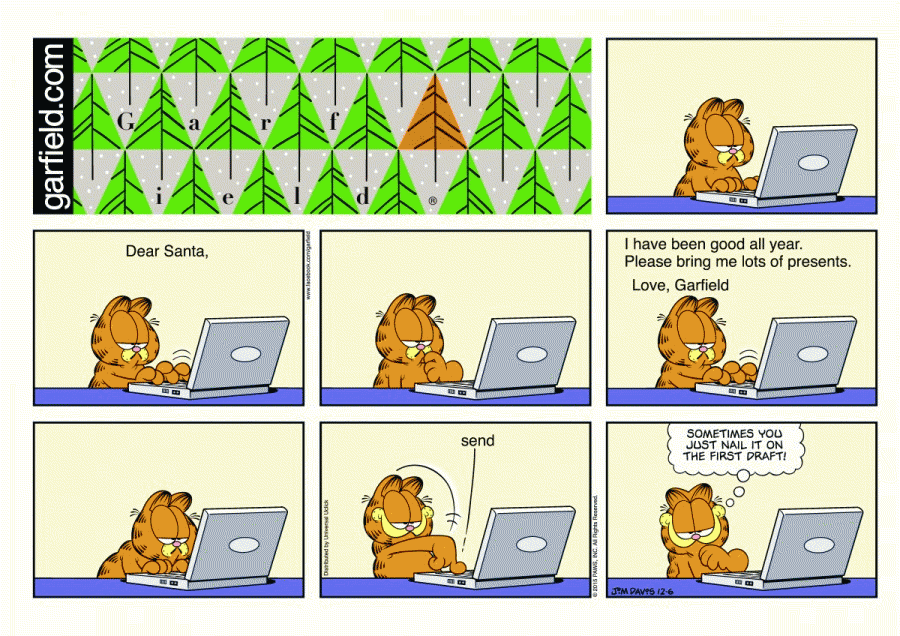 garfield.com
G a r f
i e l d ®
Dear Santa,
www.facebook.com/garfield
I have been good all year.
Please bring me lots of presents.
Love, Garfield
send
Distributed by Universal Uclick
© 2015 PAWS, INC. All Rights Reserved.
SOMETIMES YOU
JUST NAIL IT ON
THE FIRST DRAFT!
JIM DAVIS 12-6